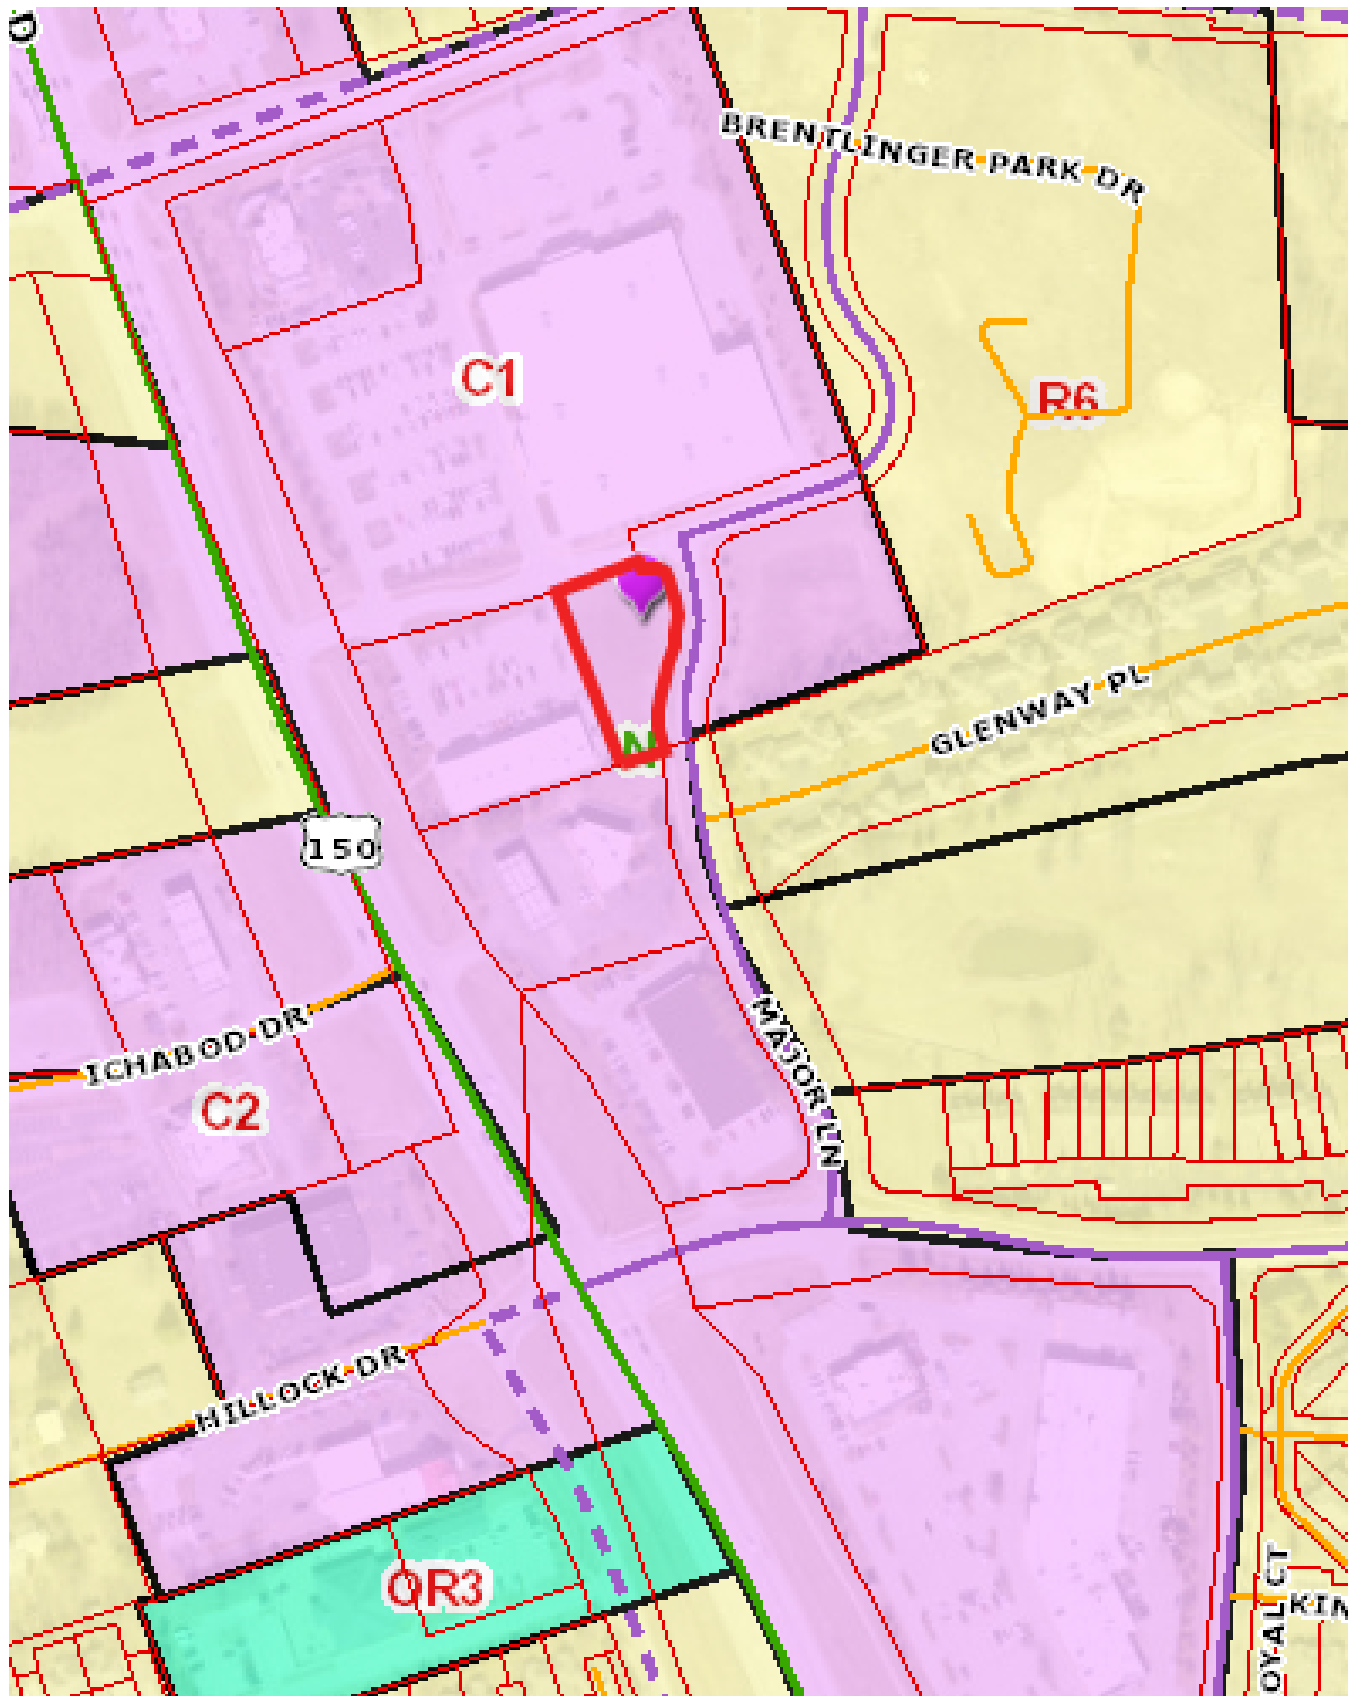 D
BRENTLINGER PARK DR
C1
R6
GLENWAY PL
N
150
MAJOR LN
ICHABOD DR
C2
HILLOCK DR
OR3
OYAL CT
KIN